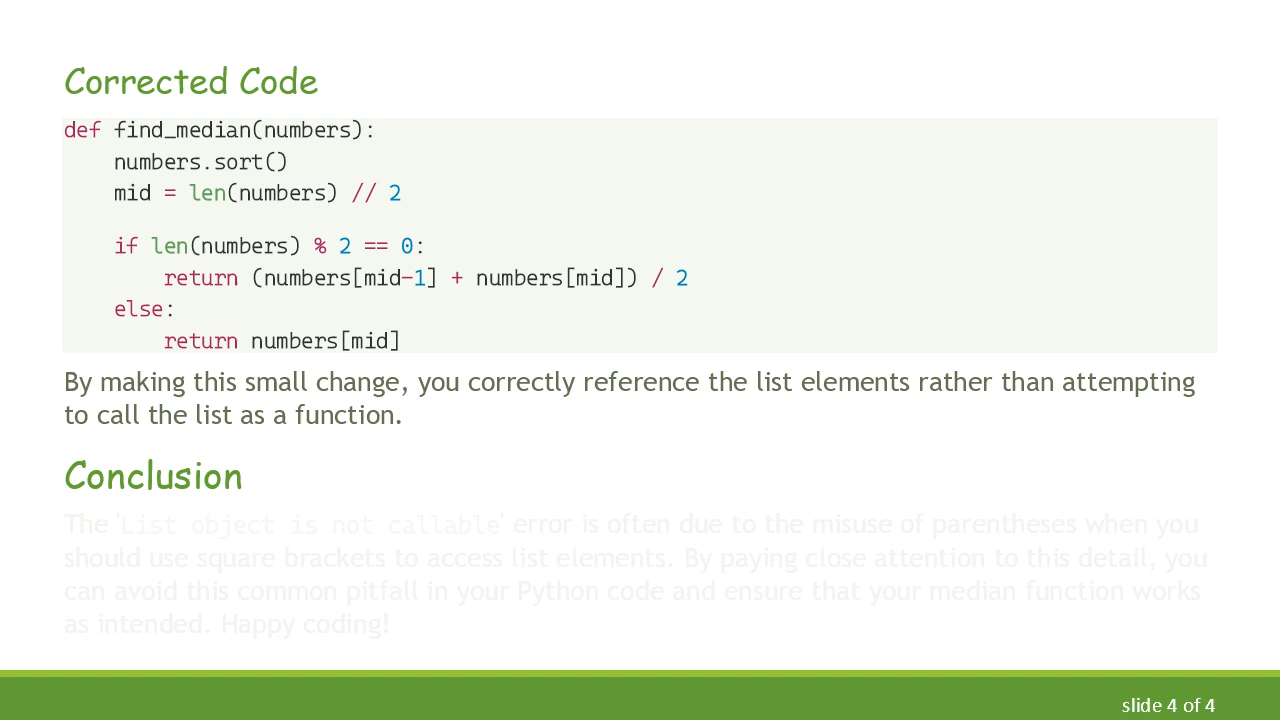 Corrected Code
def find_median(numbers):
    numbers.sort()
    mid = len(numbers) // 2
    if len(numbers) % 2 == 0:
        return (numbers[mid-1] + numbers[mid]) / 2
    else:
        return numbers[mid]
By making this small change, you correctly reference the list elements rather than attempting
to call the list as a function.
Conclusion
The 'List object is not callable' error is often due to the misuse of parentheses when you
should use square brackets to access list elements. By paying close attention to this detail, you
can avoid this common pitfall in your Python code and ensure that your median function works
as intended. Happy coding!
slide 4 of 4